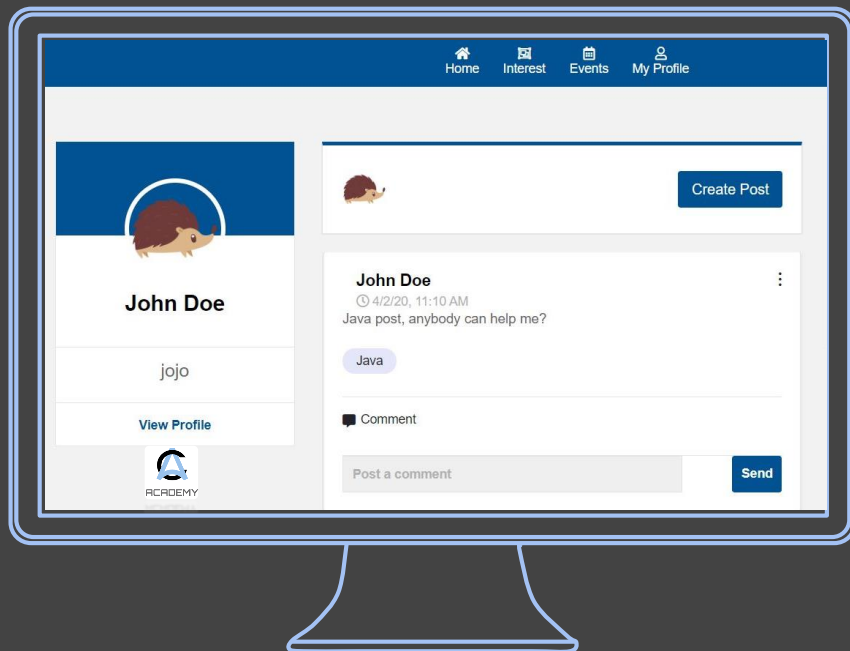 Home Interest Events My Profile
Create Post
John Doe
jojo
View Profile
ACADEMY
John Doe
4/2/20, 11:10 AM
Java post, anybody can help me?
Java
Comment
Post a comment
Send